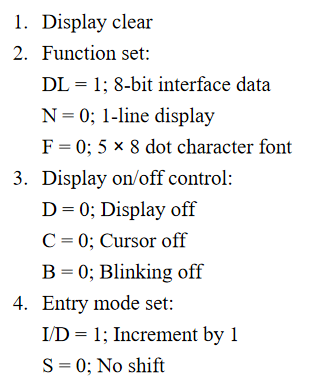 1. Display clear
2. Function set:
DL = 1; 8-bit interface data
N = 0; 1-line display
F = 0; 5 × 8 dot character font
3. Display on/off control:
D = 0; Display off
C = 0; Cursor off
B = 0; Blinking off
4. Entry mode set:
I/D = 1; Increment by 1
S = 0; No shift